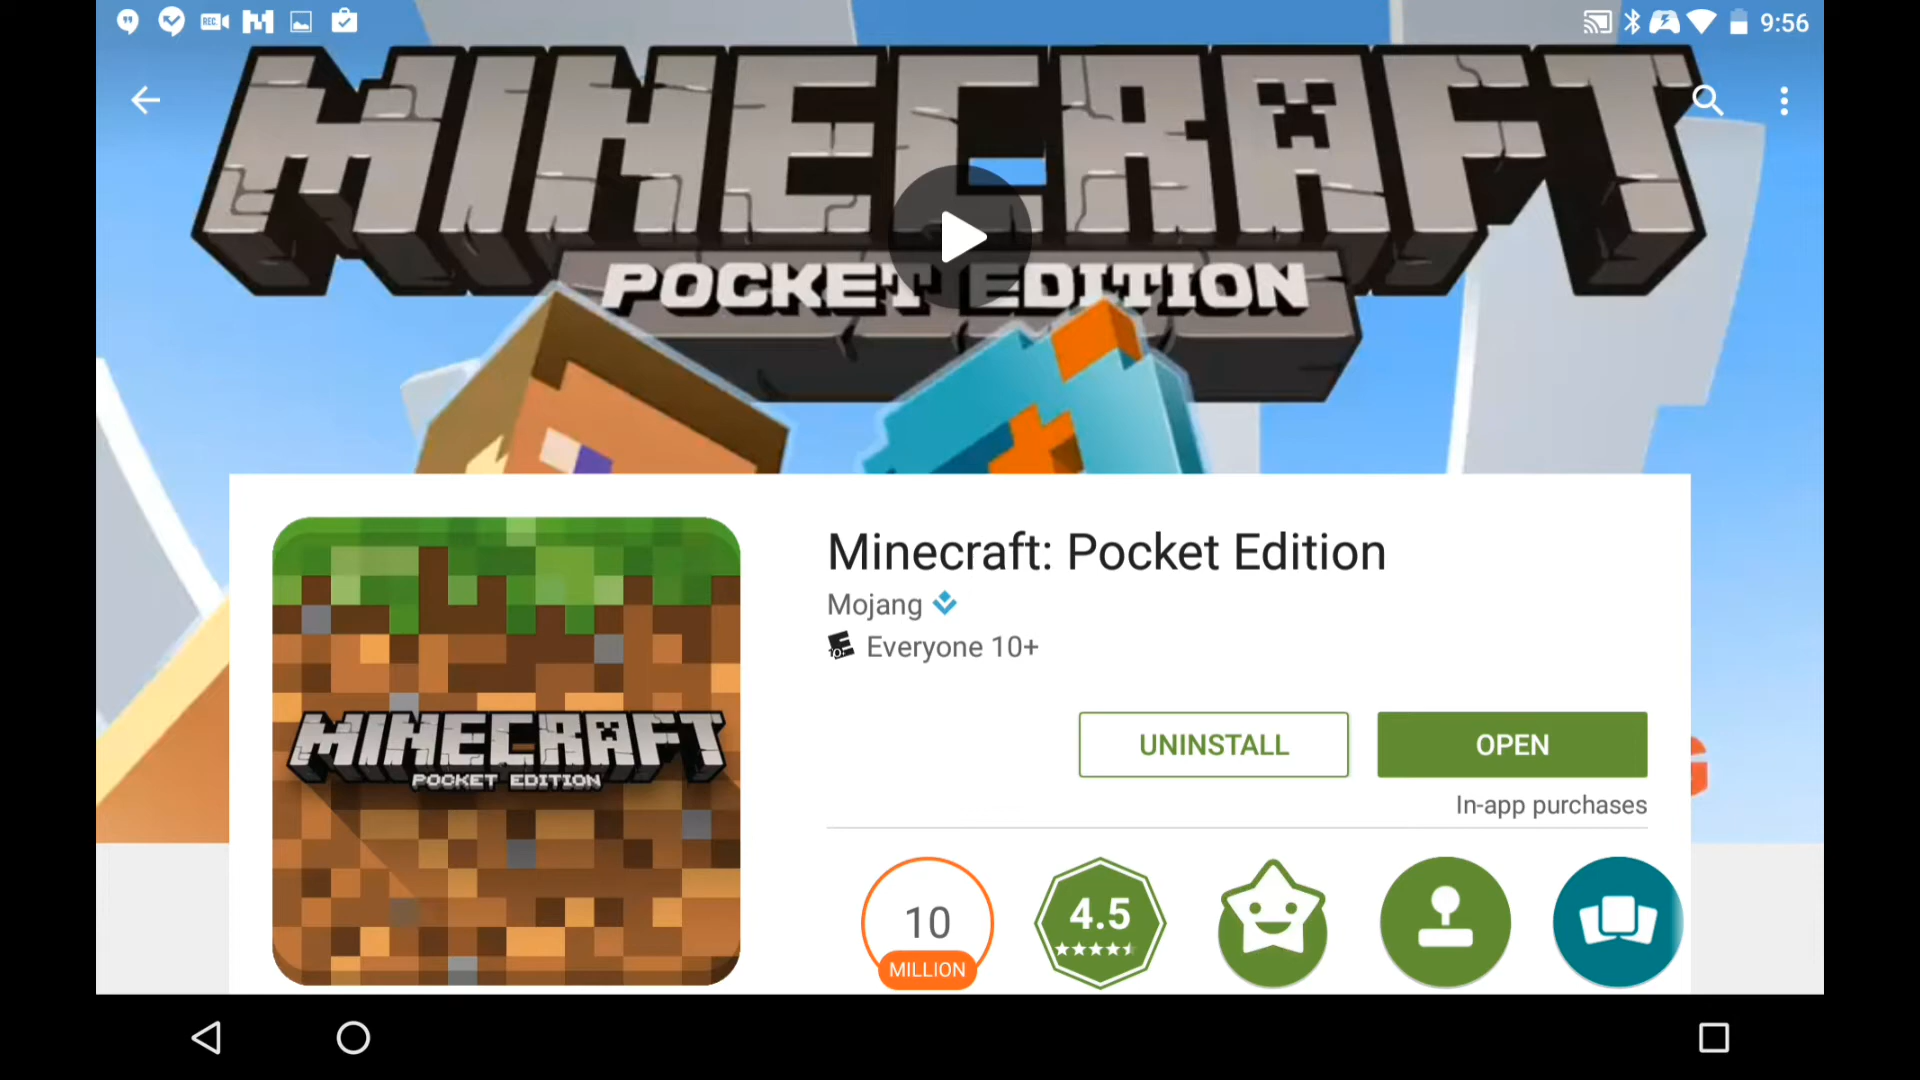 REC
9:56
MINECRAFT
POCKET EDITION
Minecraft: Pocket Edition
Mojang
Everyone 10+
MINECRAFT
POCKET EDITION
UNINSTALL
OPEN
In-app purchases
10
MILLION
4.5